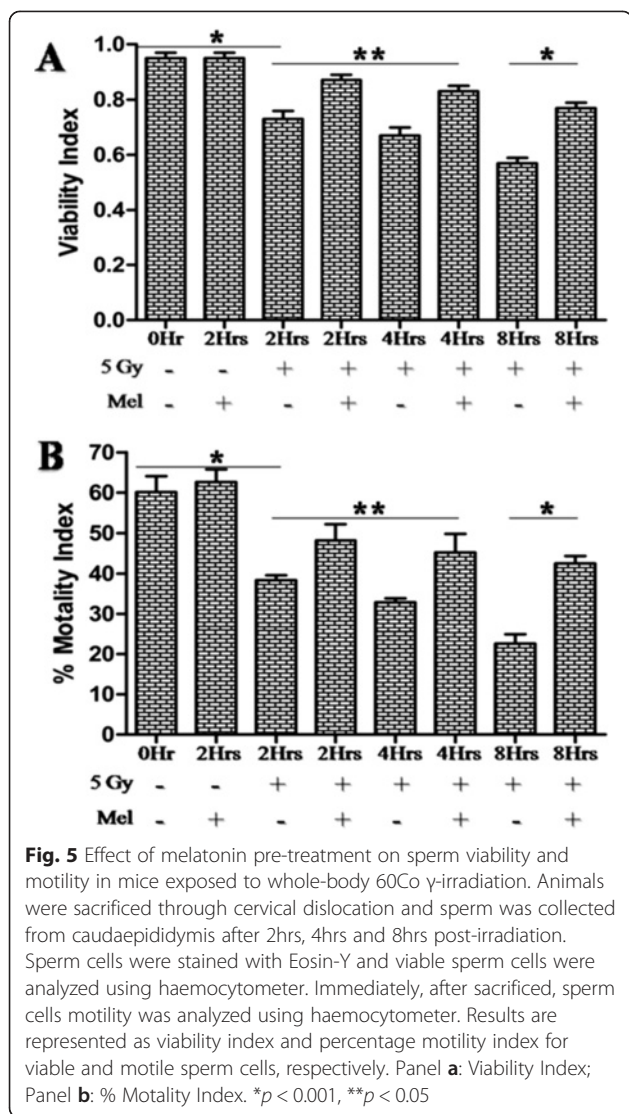 A
*
**
*
1.0
0.8
0.6
0.4
0.2
0.0
Viability Index
0Hr 2Hrs 2Hrs 2Hrs 4Hrs 4Hrs 8Hrs 8Hrs
5 Gy - - + + + + + +
Mel - + - + - + - +
B
*
**
*
70
60
50
40
30
20
10
0
% Motality Index
0Hr 2Hrs 2Hrs 2Hrs 4Hrs 4Hrs 8Hrs 8Hrs
5 Gy - - + + + + + +
Mel - + - + - + - +
Fig. 5 Effect of melatonin pre-treatment on sperm viability and
motility in mice exposed to whole-body 60Co γ-irradiation. Animals
were sacrificed through cervical dislocation and sperm was collected
from caudaepididymis after 2hrs, 4hrs and 8hrs post-irradiation.
Sperm cells were stained with Eosin-Y and viable sperm cells were
analyzed using haemocytometer. Immediately, after sacrificed, sperm
cells motility was analyzed using haemocytometer. Results are
represented as viability index and percentage motility index for
viable and motile sperm cells, respectively. Panel a: Viability Index;
Panel b: % Motality Index. *p < 0.001, **p < 0.05